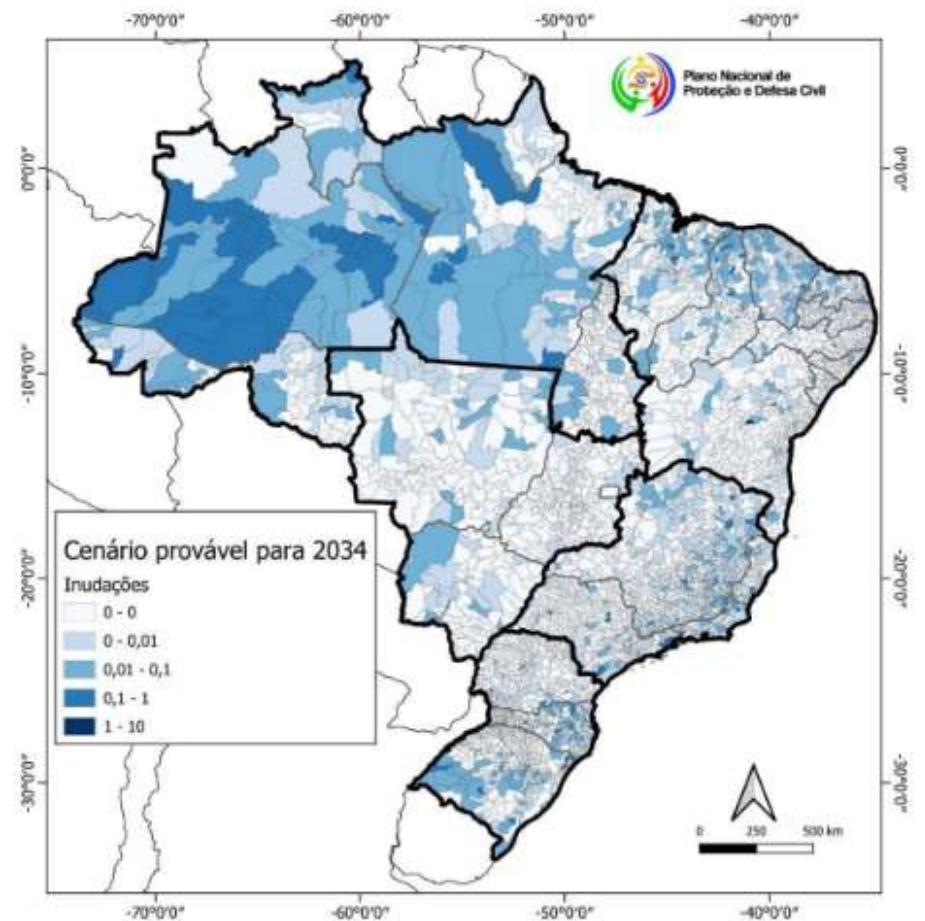 -70°0'0" -60°0'0" -50°0'0" -40°0'0"
Plano Nacional de
Proteção e Defesa Civil
0°0'0" 0°0'0"
-10°0'0" -10°0'0"
Cenário provável para 2034
Inudações
0 - 0
0 - 0,01
0,01 - 0,1
0,1 - 1
1 - 10
-20°0'0" -20°0'0"
-30°0'0" -30°0'0"
0 250 500 km
-70°0'0" -60°0'0" -50°0'0" -40°0'0"